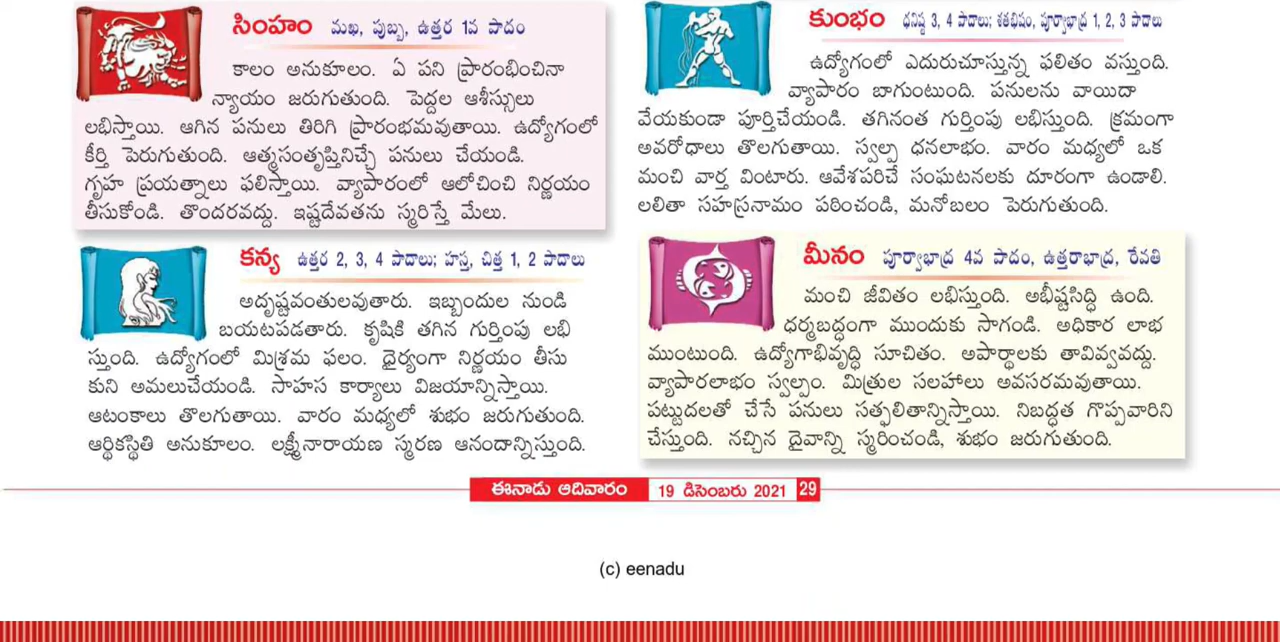 సింహం మఖ, పుబ్బ, ఉత్తర 1వ పాదం
కాలం అనుకూలం. ఏ పని ప్రారంభించినా
న్యాయం జరుగుతుంది. పెద్దల ఆశీస్సులు
లభిస్తాయి. ఆగిన పనులు తిరిగి ప్రారంభమవుతాయి. ఉద్యోగంలో
కీర్తి పెరుగుతుంది. ఆత్మసంతృప్తినిచ్చే పనులు చేయండి.
గృహ ప్రయత్నాలు ఫలిస్తాయి. వ్యాపారంలో ఆలోచించి నిర్ణయం
తీసుకోండి. తొందరవద్దు. ఇష్టదేవతను స్మరిస్తే మేలు.
కన్య ఉత్తర 2, 3, 4 పాదాలు; హస్త, చిత్త 1, 2 పాదాలు
అదృష్టవంతులవుతారు. ఇబ్బందుల నుండి
బయటపడతారు. కృషికి తగిన గుర్తింపు లభి
స్తుంది. ఉద్యోగంలో మిశ్రమ ఫలం. ధైర్యంగా నిర్ణయం తీసు
కుని అమలుచేయండి. సాహస కార్యాలు విజయాన్నిస్తాయి.
ఆటంకాలు తొలగుతాయి. వారం మధ్యలో శుభం జరుగుతుంది.
ఆర్థికస్థితి అనుకూలం. లక్ష్మీనారాయణ స్మరణ ఆనందాన్నిస్తుంది.
కుంభం ధనిష్ఠ 3, 4 పాదాలు; శతభిషం, పూర్వాభాద్ర 1, 2, 3 పాదాలు
ఉద్యోగంలో ఎదురుచూస్తున్న ఫలితం వస్తుంది.
వ్యాపారం బాగుంటుంది. పనులను వాయిదా
వేయకుండా పూర్తిచేయండి. తగినంత గుర్తింపు లభిస్తుంది. క్రమంగా
అవరోధాలు తొలగుతాయి. స్వల్ప ధనలాభం. వారం మధ్యలో ఒక
మంచి వార్త వింటారు. ఆవేశపరిచే సంఘటనలకు దూరంగా ఉండాలి.
లలితా సహస్రనామం పఠించండి, మనోబలం పెరుగుతుంది.
మీనం పూర్వాభాద్ర 4వ పాదం, ఉత్తరాభాద్ర, రేవతి
మంచి జీవితం లభిస్తుంది. అభీష్టసిద్ధి ఉంది.
ధర్మబద్ధంగా ముందుకు సాగండి. అధికార లాభ
ముంటుంది. ఉద్యోగాభివృద్ధి సూచితం. అపార్థాలకు తావివ్వవద్దు.
వ్యాపారలాభం స్వల్పం. మిత్రుల సలహాలు అవసరమవుతాయి.
పట్టుదలతో చేసే పనులు సత్ఫలితాన్నిస్తాయి. నిబద్ధత గొప్పవారిని
చేస్తుంది. నచ్చిన దైవాన్ని స్మరించండి, శుభం జరుగుతుంది.
ఈనాడు ఆదివారం 19 డిసెంబరు 2021 29
(c) eenadu